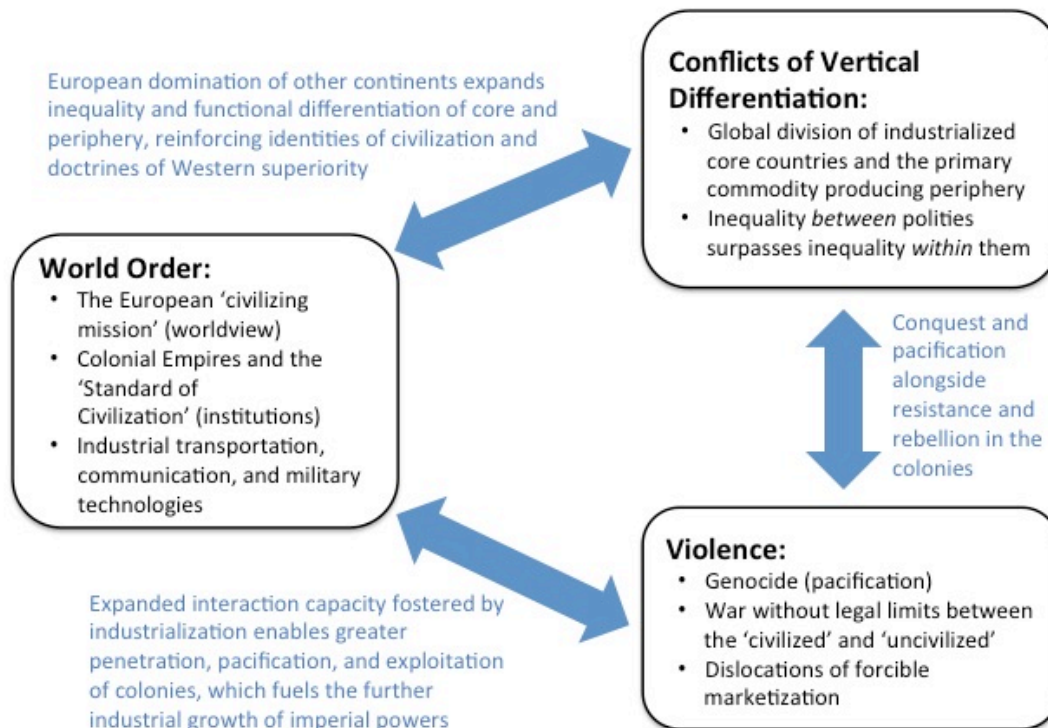 European domination of other continents expands
inequality and functional differentiation of core and
periphery, reinforcing identities of civilization and
doctrines of Western superiority
Conflicts of Vertical
Differentiation:
• Global division of industrialized
core countries and the primary
commodity producing periphery
• Inequality between polities
surpasses inequality within them
World Order:
• The European ‘civilizing
mission’ (worldview)
• Colonial Empires and the
‘Standard of
Civilization’ (institutions)
• Industrial transportation,
communication, and military
technologies
Conquest and
pacification
alongside
resistance and
rebellion in the
colonies
Violence:
• Genocide (pacification)
• War without legal limits between
the ‘civilized’ and ‘uncivilized’
• Dislocations of forcible
marketization
Expanded interaction capacity fostered by
industrialization enables greater
penetration, pacification, and exploitation
of colonies, which fuels the further
industrial growth of imperial powers